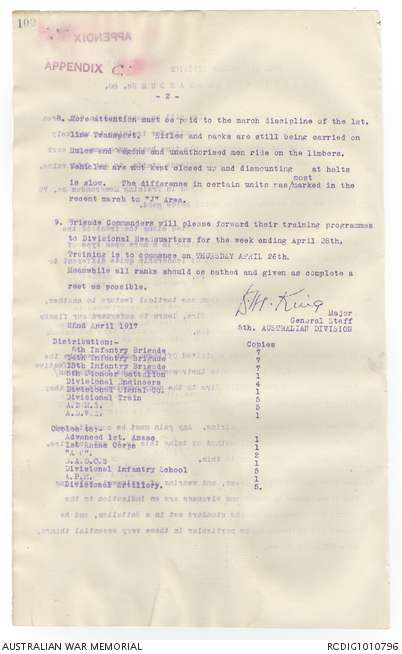 109
APPENDIX C.
- 2 -
8. More attention must be paid to the march discipline of the 1st.
Line Transport. Rifles and packs are still being carried on
Mules and wagons and unauthorised men ride on the limbers.
Vehicles are not kept closed up and dismounting at halts
is slow. The difference in certain units was/most marked in the
recent march to "J" Area.
9. Brigade Commanders will please forward their training programmes
to Divisional Headquarters for the week ending April 28th.
Training is to commence on THURSDAY APRIL 26th.
Meanwhile all ranks should be bathed and given as complete a
rest as possible.
Major
General Staff
5th. AUSTRALIAN DIVISION
22nd April 1917
Distribution:- Copies
8th Infantry Brigade 7
14th Infantry Brigade 7
15th Infantry Brigade 7
5th Pioneer Battalion 1
Divisional Engineers 4
Divisional Signal Co. 1
Divisional Train 5
A.D.M.S. 5
A.D.V.S. 1
Copies to:-
Advanced 1st. Anzac 1
1st Anzac Corps 1
"A & Q". 2
D.A.D.O.S 1
Divisional Infantry School 5
A.P.M. 1
Divisional Artillery. 5.
AUSTRALIAN WAR MEMORIAL
RCDIG1010796